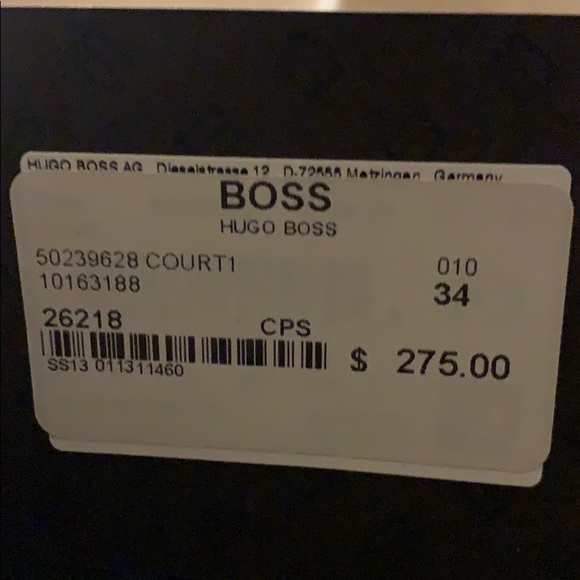 HUGO BOSS AG Dieselstrasse 12 D-72555 Metzingen Germany
BOSS
HUGO BOSS
50239628 COURT1 010
10163188 34
26218 CPS
$ 275.00
SS13 011311460